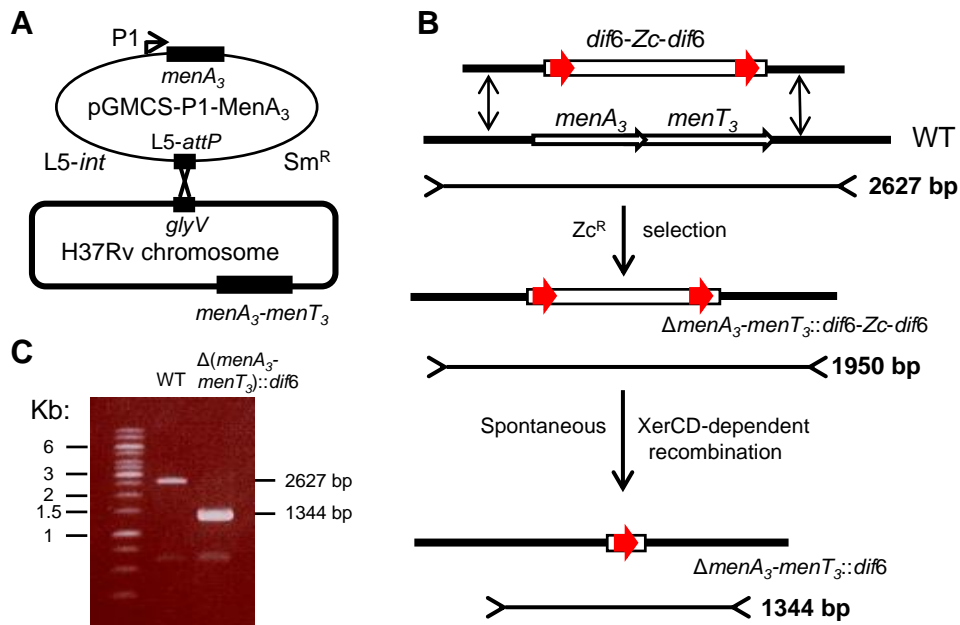 A
P1
menA₃
pGMCS-P1-MenA₃
L5-attP
L5-int
Smᴿ
glyV
H37Rv chromosome
menA₃-menT₃
B
dif6-Zc-dif6
menA₃
menT₃
WT
2627 bp
Zcᴿ selection
ΔmenA₃-menT₃::dif6-Zc-dif6
1950 bp
Spontaneous
XerCD-dependent
recombination
ΔmenA₃-menT₃::dif6
1344 bp
C
WT
Δ(menA₃-
menT₃)::dif6
Kb:
6
3
2
1.5
1
2627 bp
1344 bp